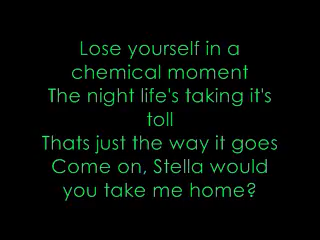 Lose yourself in a
chemical moment
The night life's taking it's
toll
Thats just the way it goes
Come on, Stella would
you take me home?